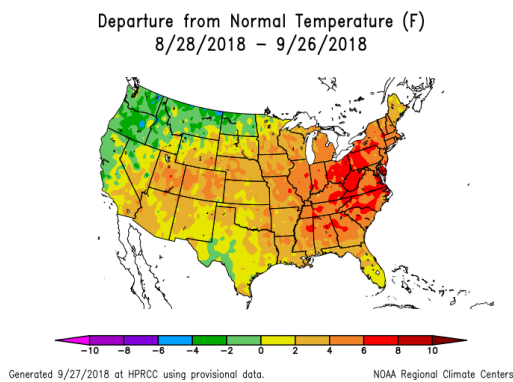 Departure from Normal Temperature (F)
8/28/2018 – 9/26/2018
−10 −8 −6 −4 −2 0 2 4 6 8 10
Generated 9/27/2018 at HPRCC using provisional data. NOAA Regional Climate Centers